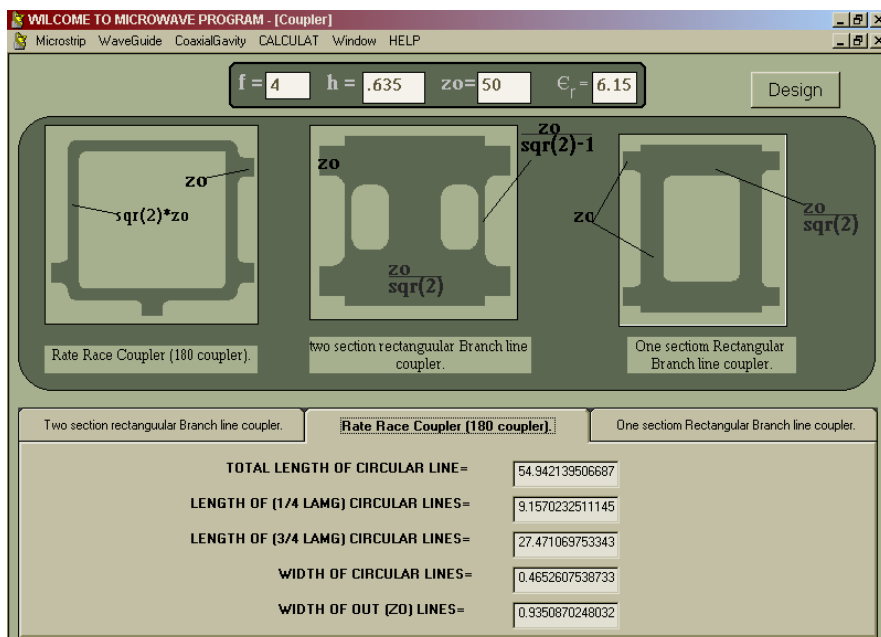 WILCOME TO MICROWAVE PROGRAM - [Coupler]
Microstrip WaveGuide CoaxialGavity CALCULAT Window HELP
f = 4 h = .635 zo= 50 Єr = 6.15
Design
zo
sqr(2)*zo
zo
zo
sqr(2)-1
zo
sqr(2)
zo
zo
sqr(2)
Rate Race Coupler (180 coupler).
two section rectanguular Branch line
coupler.
One sectiom Rectangular
Branch line coupler.
Two section rectanguular Branch line coupler.
Rate Race Coupler (180 coupler).
One sectiom Rectangular Branch line coupler.
TOTAL LENGTH OF CIRCULAR LINE= 54.942139506687
LENGTH OF (1/4 LAMG) CIRCULAR LINES= 9.1570232511145
LENGTH OF (3/4 LAMG) CIRCULAR LINES= 27.471069753343
WIDTH OF CIRCULAR LINES= 0.4652607538733
WIDTH OF OUT (ZO) LINES= 0.9350870248032